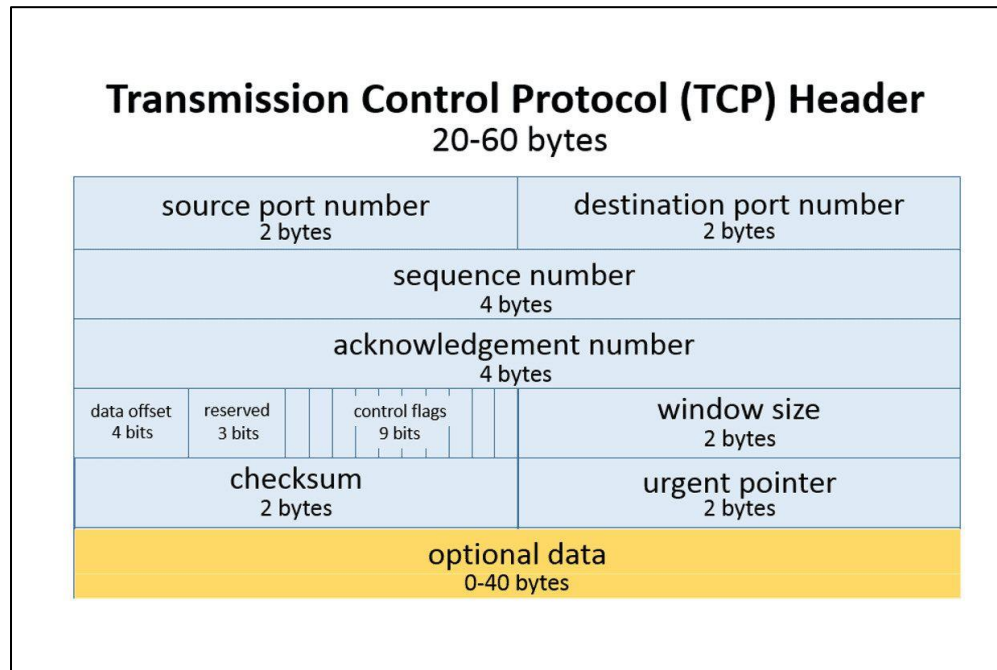 Transmission Control Protocol (TCP) Header
20-60 bytes
source port number
2 bytes
destination port number
2 bytes
sequence number
4 bytes
acknowledgement number
4 bytes
data offset
4 bits
reserved
3 bits
control flags
9 bits
window size
2 bytes
checksum
2 bytes
urgent pointer
2 bytes
optional data
0-40 bytes